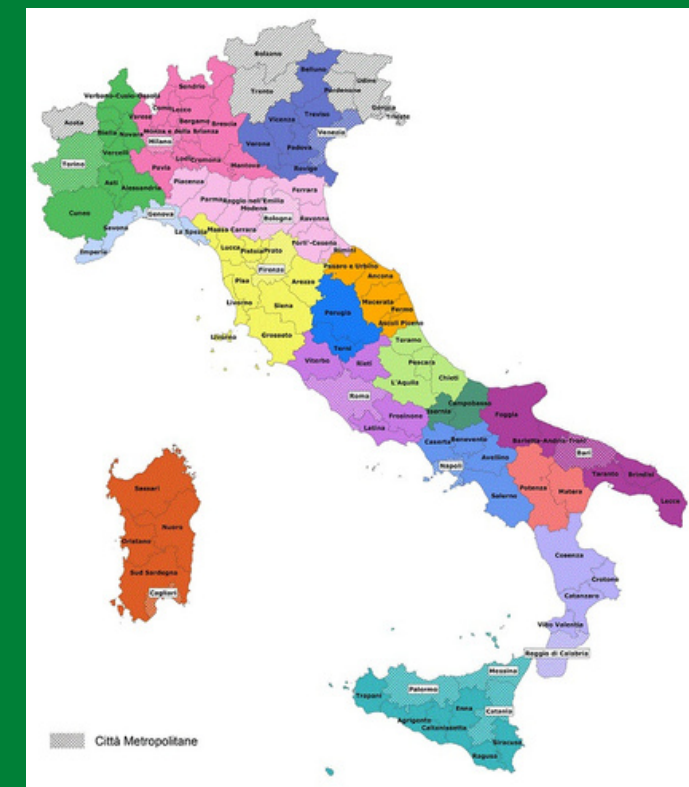 Bolzano
Belluno
Trento
Udine
Pordenone
Gorizia
Trieste
Sondrio
Verbano-Cusio-Ossola
Aosta
Varese
Como
Lecco
Bergamo
Brescia
Monza e della Brianza
Milano
Vicenza
Treviso
Venezia
Biella
Novara
Verona
Padova
Rovigo
Torino
Vercelli
Pavia
Lodi
Cremona
Mantova
Asti
Alessandria
Piacenza
Ferrara
Parma
Reggio nell'Emilia
Modena
Bologna
Ravenna
Cuneo
Genova
Savona
La Spezia
Massa-Carrara
Forli'-Cesena
Rimini
Imperia
Lucca
Pistoia
Prato
Firenze
Pesaro e Urbino
Ancona
Pisa
Arezzo
Macerata
Fermo
Livorno
Siena
Perugia
Ascoli Piceno
Livorno
Grosseto
Terni
Teramo
Viterbo
Rieti
Pescara
L'Aquila
Chieti
Roma
Frosinone
Latina
Isernia
Campobasso
Foggia
Caserta
Benevento
Barletta-Andria-Trani
Bari
Napoli
Avellino
Salerno
Potenza
Matera
Taranto
Brindisi
Lecce
Sassari
Nuoro
Oristano
Sud Sardegna
Cagliari
Cosenza
Crotone
Catanzaro
Vibo Valentia
Reggio di Calabria
Messina
Palermo
Trapani
Enna
Catania
Agrigento
Caltanissetta
Siracusa
Ragusa
Città Metropolitane